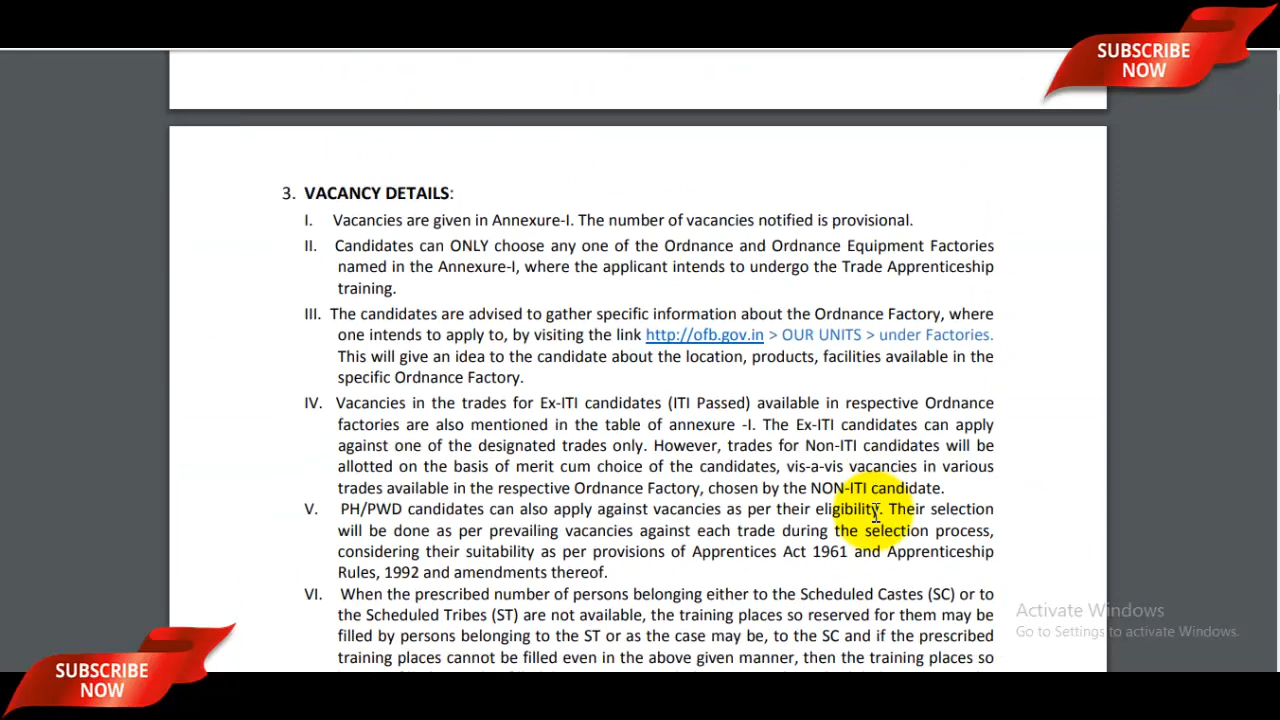 SUBSCRIBE
NOW
3. VACANCY DETAILS:
I. Vacancies are given in Annexure-I. The number of vacancies notified is provisional.
II. Candidates can ONLY choose any one of the Ordnance and Ordnance Equipment Factories
named in the Annexure-I, where the applicant intends to undergo the Trade Apprenticeship
training.
III. The candidates are advised to gather specific information about the Ordnance Factory, where
one intends to apply to, by visiting the link http://ofb.gov.in > OUR UNITS > under Factories.
This will give an idea to the candidate about the location, products, facilities available in the
specific Ordnance Factory.
IV. Vacancies in the trades for Ex-ITI candidates (ITI Passed) available in respective Ordnance
factories are also mentioned in the table of annexure -I. The Ex-ITI candidates can apply
against one of the designated trades only. However, trades for Non-ITI candidates will be
allotted on the basis of merit cum choice of the candidates, vis-a-vis vacancies in various
trades available in the respective Ordnance Factory, chosen by the NON-ITI candidate.
V. PH/PWD candidates can also apply against vacancies as per their eligibility. Their selection
will be done as per prevailing vacancies against each trade during the selection process,
considering their suitability as per provisions of Apprentices Act 1961 and Apprenticeship
Rules, 1992 and amendments thereof.
VI. When the prescribed number of persons belonging either to the Scheduled Castes (SC) or to
the Scheduled Tribes (ST) are not available, the training places so reserved for them may be
filled by persons belonging to the ST or as the case may be, to the SC and if the prescribed
training places cannot be filled even in the above given manner, then the training places so
Activate Windows
Go to Settings to activate Windows.
SUBSCRIBE
NOW